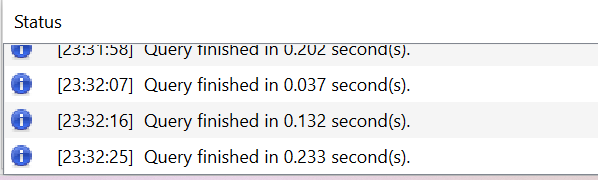 Status
[23:31:58] Query finished in 0.202 second(s).
[23:32:07] Query finished in 0.037 second(s).
[23:32:16] Query finished in 0.132 second(s).
[23:32:25] Query finished in 0.233 second(s).